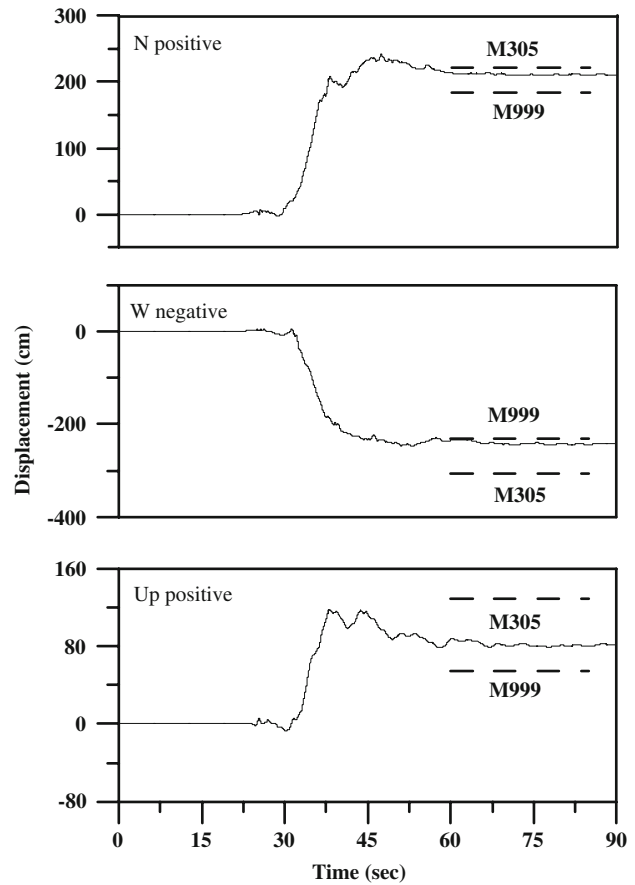 300
N positive
M305
200
M999
100
0
W negative
0
Displacement (cm)
M999
-200
M305
-400
160
Up positive
M305
80
M999
0
-80
0 15 30 45 60 75 90
Time (sec)